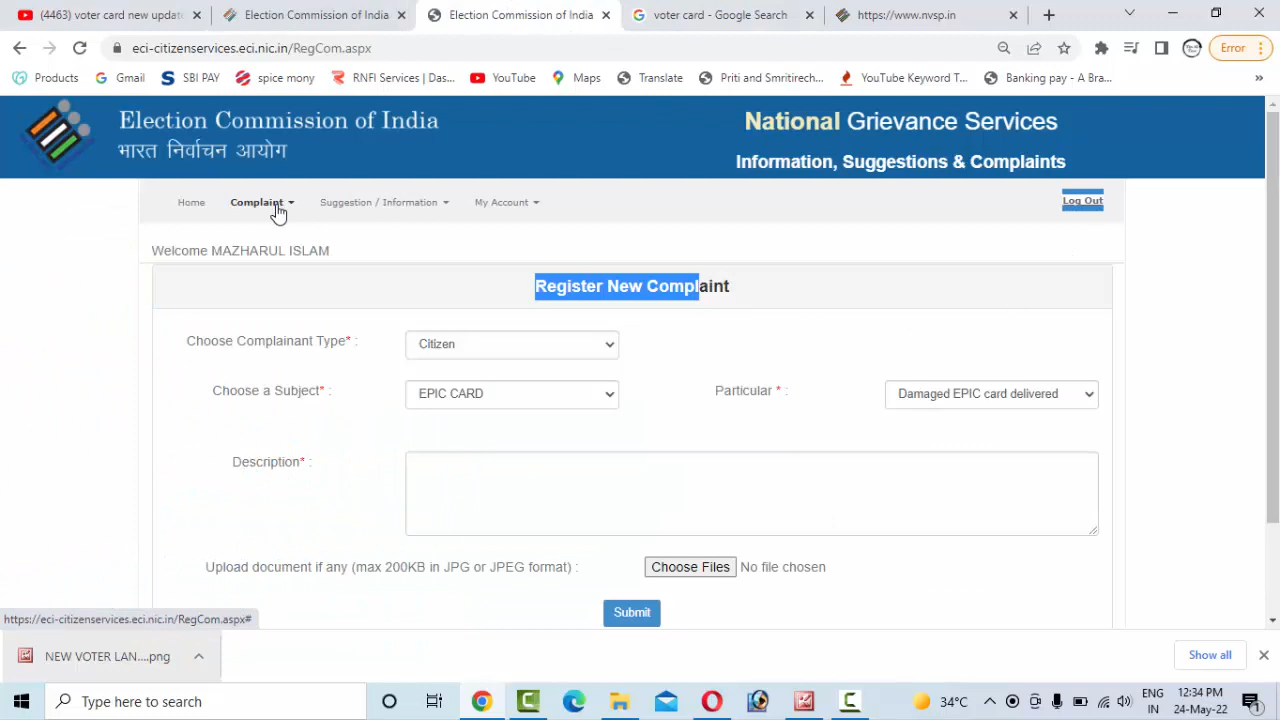 (4463) voter card new updat
Election Commission of India
Election Commission of India
voter card - Google Search
https://www.nvsp.in
eci-citizenservices.eci.nic.in/RegCom.aspx
Error
Products
Gmail
SBI PAY
spice mony
RNFI Services | Das...
YouTube
Maps
Translate
Priti and Smritirech...
YouTube Keyword T...
Banking pay - A Bra...
»
Election Commission of India
भारत निर्वाचन आयोग
National Grievance Services
Information, Suggestions & Complaints
Home
Complaint
Suggestion / Information
My Account
Log Out
Welcome MAZHARUL ISLAM
Register New Complaint
Choose Complainant Type* :
Citizen
Choose a Subject* :
EPIC CARD
Particular * :
Damaged EPIC card delivered
Description* :
Upload document if any (max 200KB in JPG or JPEG format) :
Choose Files No file chosen
Submit
https://eci-citizenservices.eci.nic.in/RegCom.aspx#
NEW VOTER LAN....png
Show all
Type here to search
34°C
ENG
IN
12:34 PM
24-May-22
1